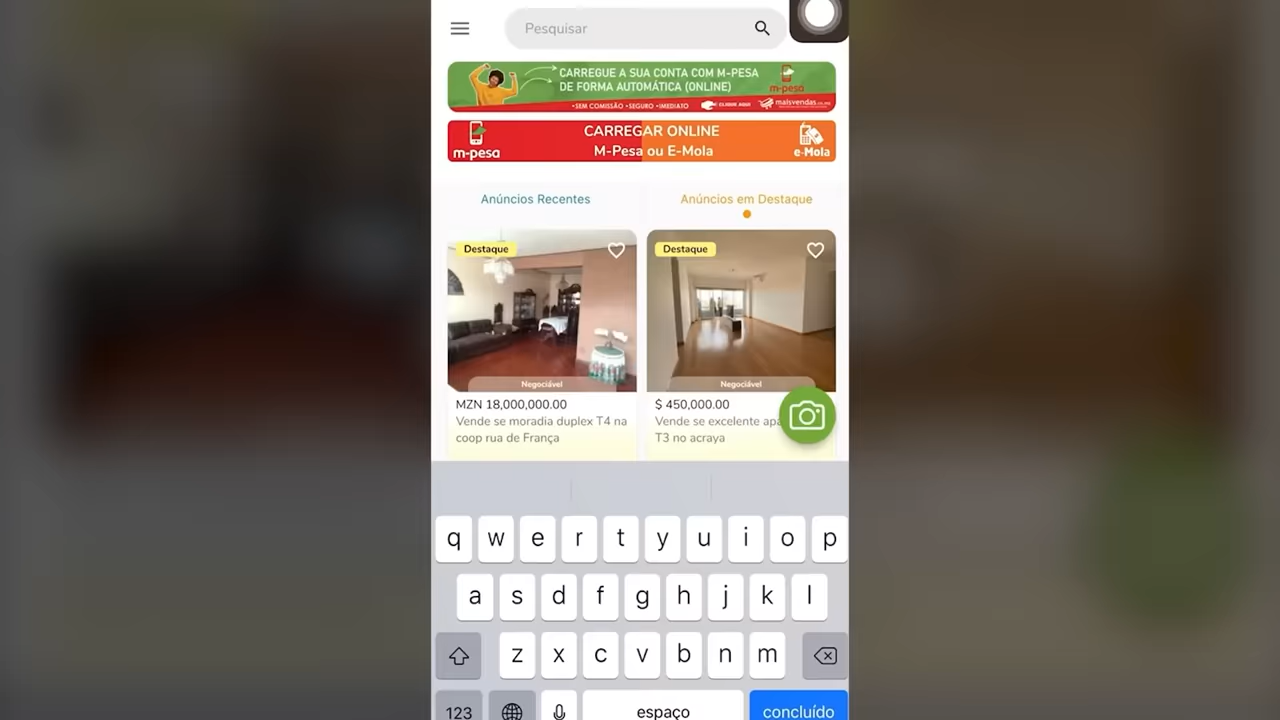 Pesquisar
CARREGUE A SUA CONTA COM M-PESA
DE FORMA AUTOMÁTICA (ONLINE)
m-pesa
•SEM COMISSÃO •SEGURO •IMEDIATO
CLIQUE AQUI
maisvendas.co.mz
CARREGAR ONLINE
M-Pesa ou E-Mola
m-pesa
e-Mola
Anúncios Recentes
Anúncios em Destaque
Destaque
Destaque
Negociável
Negociável
MZN 18,000,000.00
Vende se moradia duplex T4 na
coop rua de França
$ 450,000.00
Vende se excelente apa
T3 no acraya
q w e r t y u i o p
a s d f g h j k l
z x c v b n m
123
espaço
concluído